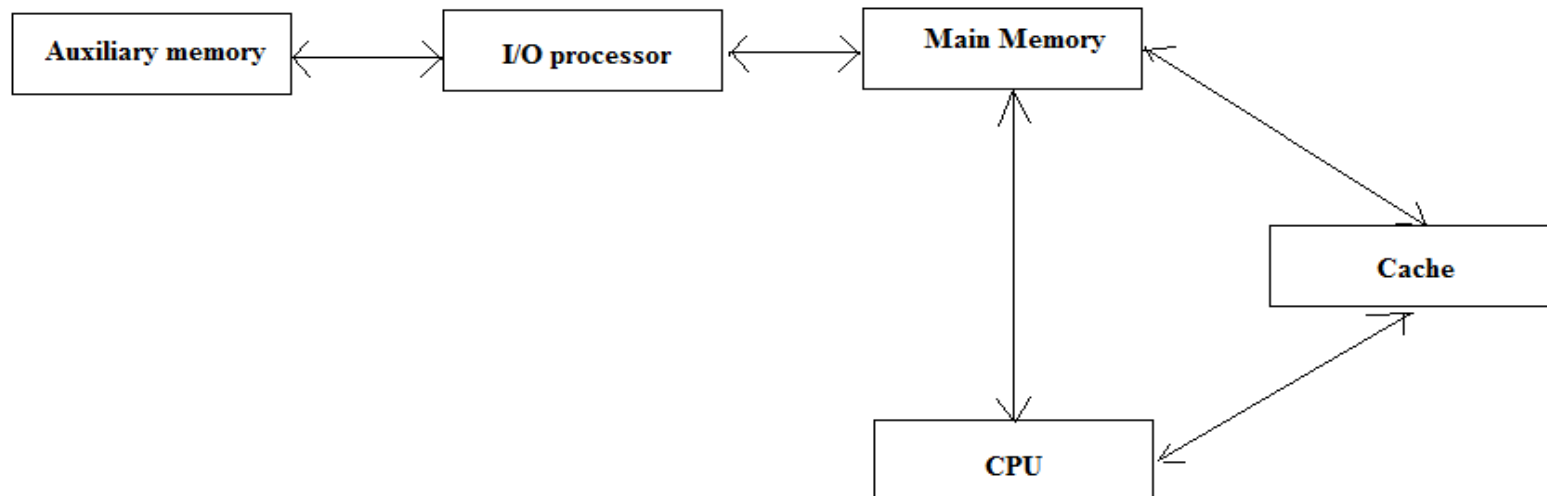 Auxiliary memory
I/O processor
Main Memory
Cache
CPU